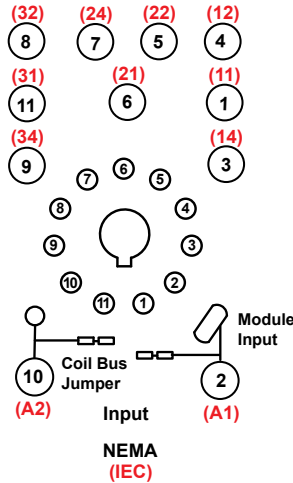 (32) (24) (22) (12)
8 7 5 4
(31) (21) (11)
11 6 1
(34) (14)
9 3
6
7 5
8 4
9 3
10 2
11 1
Module
Input
Coil Bus
Jumper
10 2
(A2) (A1)
Input
NEMA
(IEC)